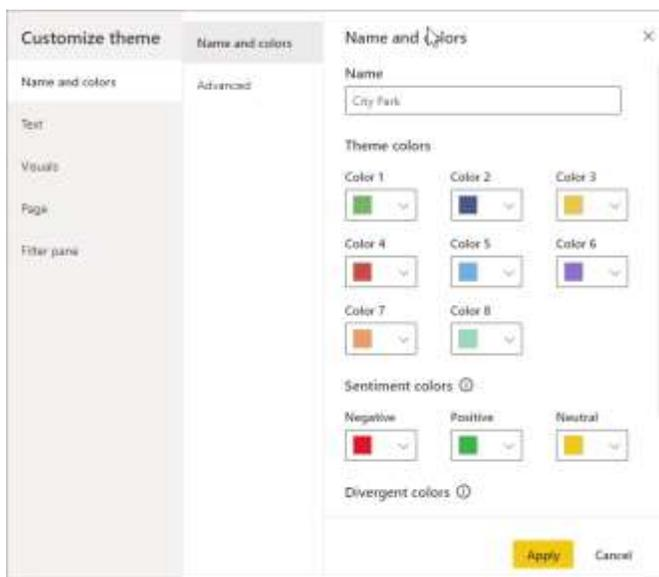 Customize theme
Name and colors
Text
Visuals
Page
Filter pane
Name and colors
Advanced
Name and colors
Name
City Park
Theme colors
Color 1 Color 2 Color 3
Color 4 Color 5 Color 6
Color 7 Color 8
Sentiment colors
Negative Positive Neutral
Divergent colors
Apply Cancel